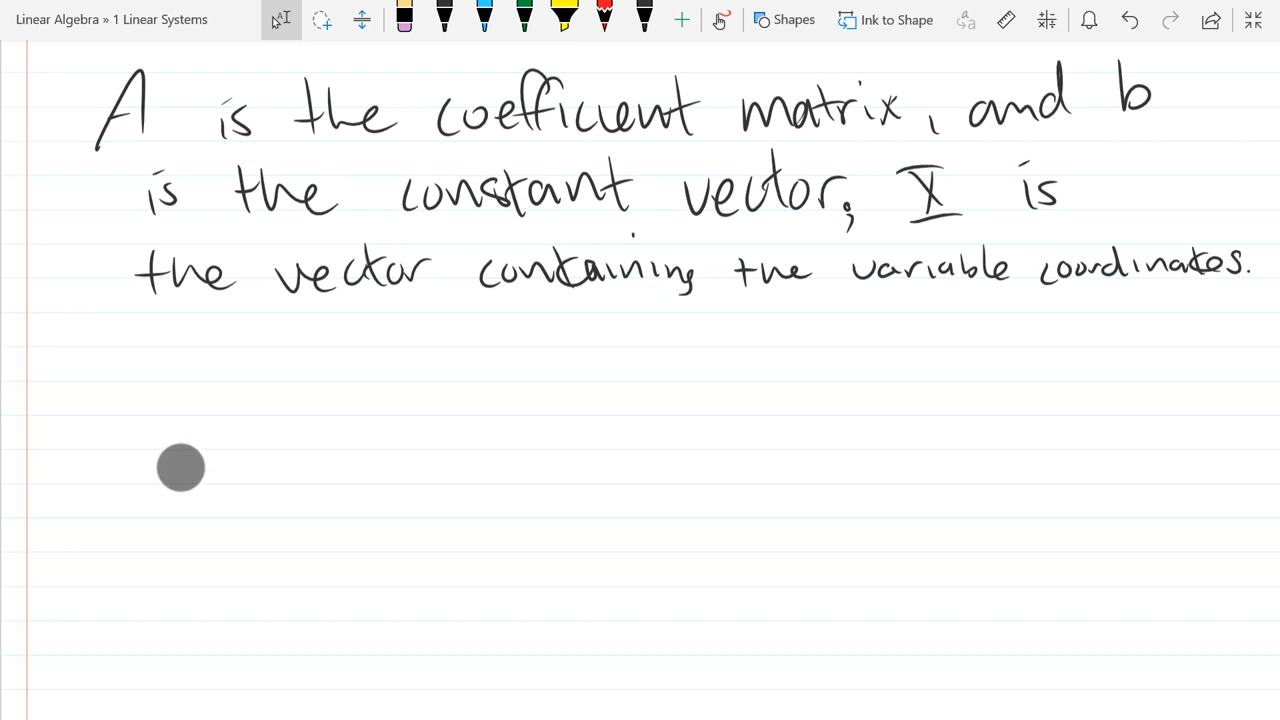 Linear Algebra » 1 Linear Systems
Shapes
Ink to Shape
A is the coefficient matrix, and b
is the constant vector; X is
the vector containing the variable coordinates.